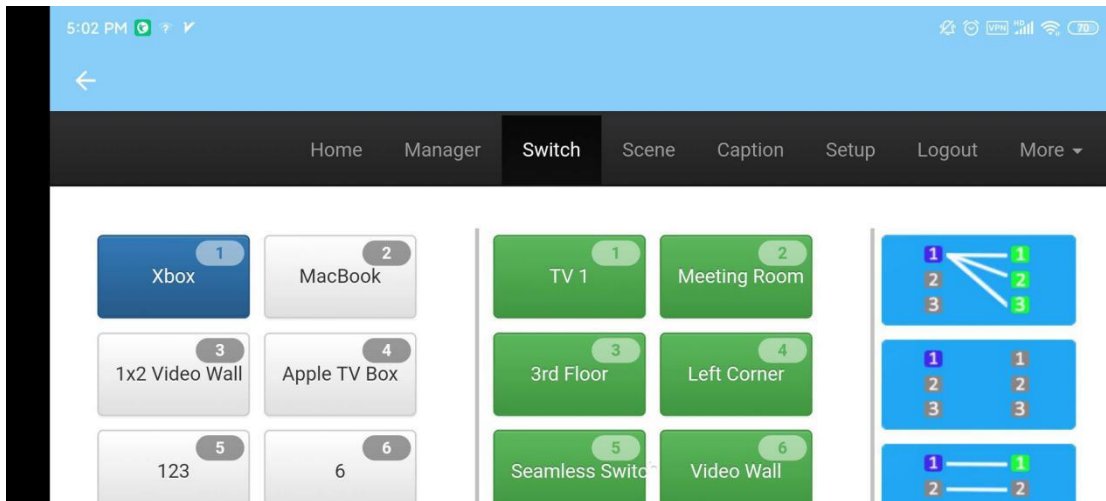 5:02 PM
VPN HD 70
Home Manager Switch Scene Caption Setup Logout More
1 2
Xbox MacBook
3 4
1x2 Video Wall Apple TV Box
5 6
123 6
1 2
TV 1 Meeting Room
3 4
3rd Floor Left Corner
5 6
Seamless Switc Video Wall
1 1
2 2
3 3
1 1
2 2
3 3
1 1
2 2